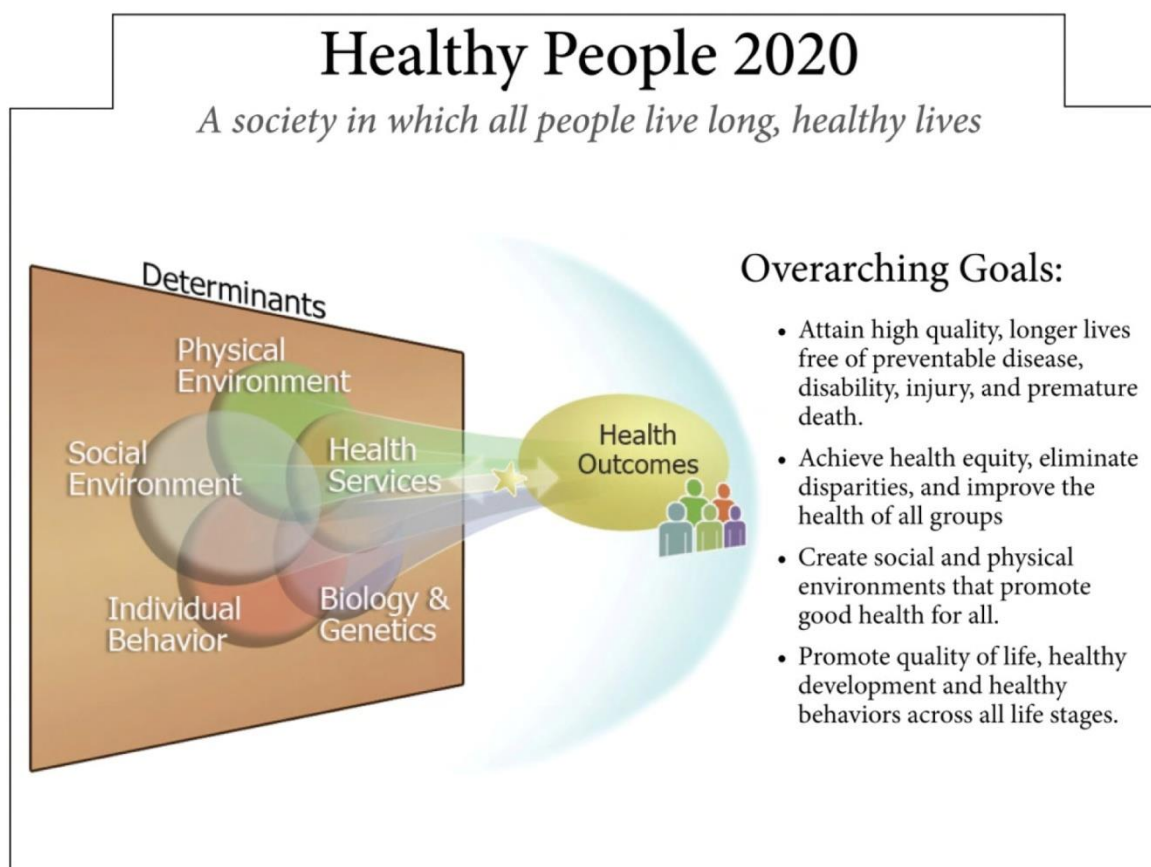 Healthy People 2020
A society in which all people live long, healthy lives
Determinants
Physical
Environment
Social
Environment
Health
Services
Individual
Behavior
Biology &
Genetics
Health
Outcomes
Overarching Goals:
• Attain high quality, longer lives
free of preventable disease,
disability, injury, and premature
death.
• Achieve health equity, eliminate
disparities, and improve the
health of all groups
• Create social and physical
environments that promote
good health for all.
• Promote quality of life, healthy
development and healthy
behaviors across all life stages.